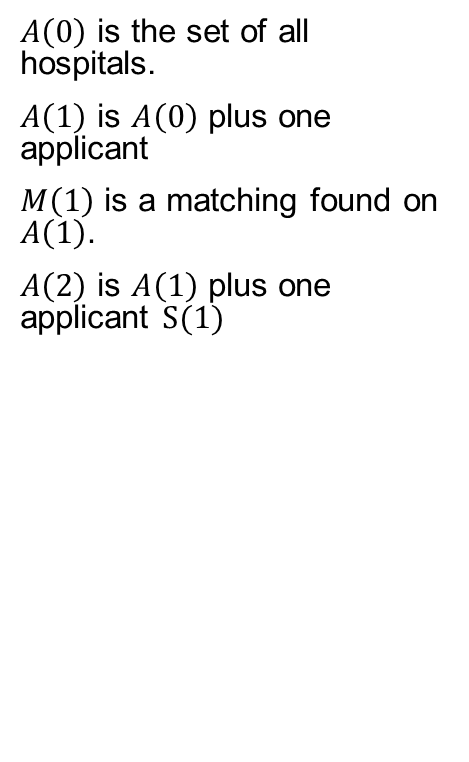 A(0) is the set of all
hospitals.
A(1) is A(0) plus one
applicant
M(1) is a matching found on
A(1).
A(2) is A(1) plus one
applicant S(1)